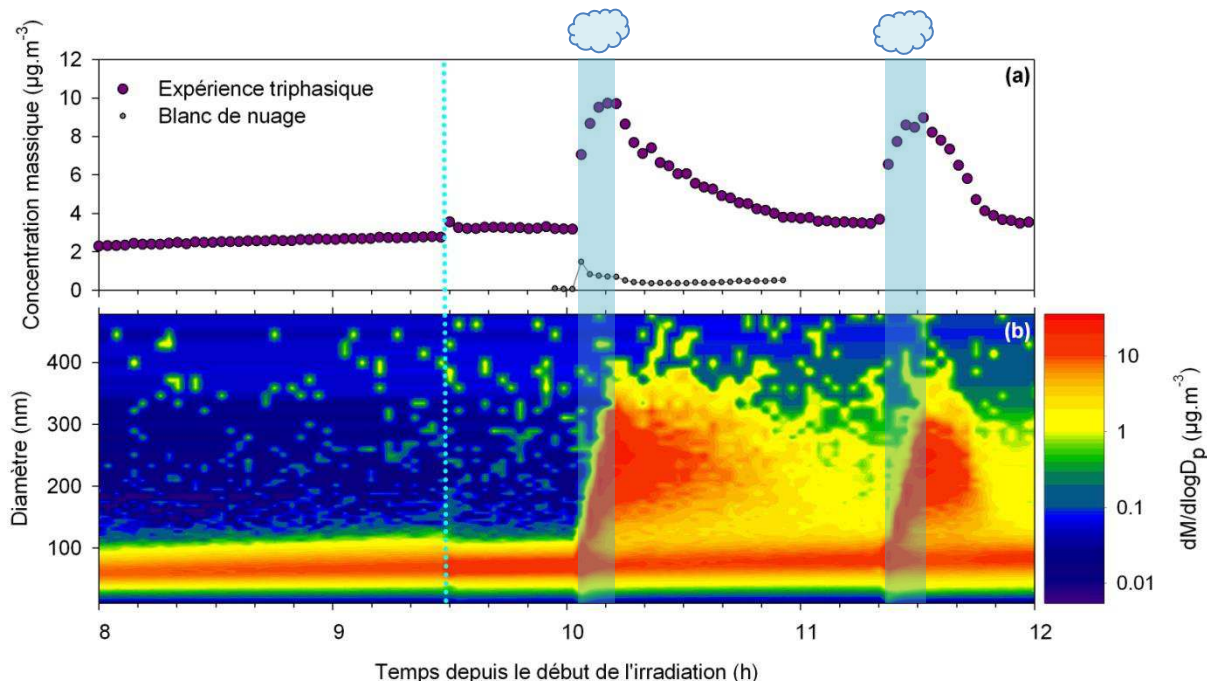 Concentration massique (µg.m⁻³)
12
10
8
6
4
2
0
Expérience triphasique
Blanc de nuage
(a)
Diamètre (nm)
400
300
200
100
(b)
10
1
0.1
0.01
dM/dlogDₚ (µg.m⁻³)
8
9
10
11
12
Temps depuis le début de l'irradiation (h)